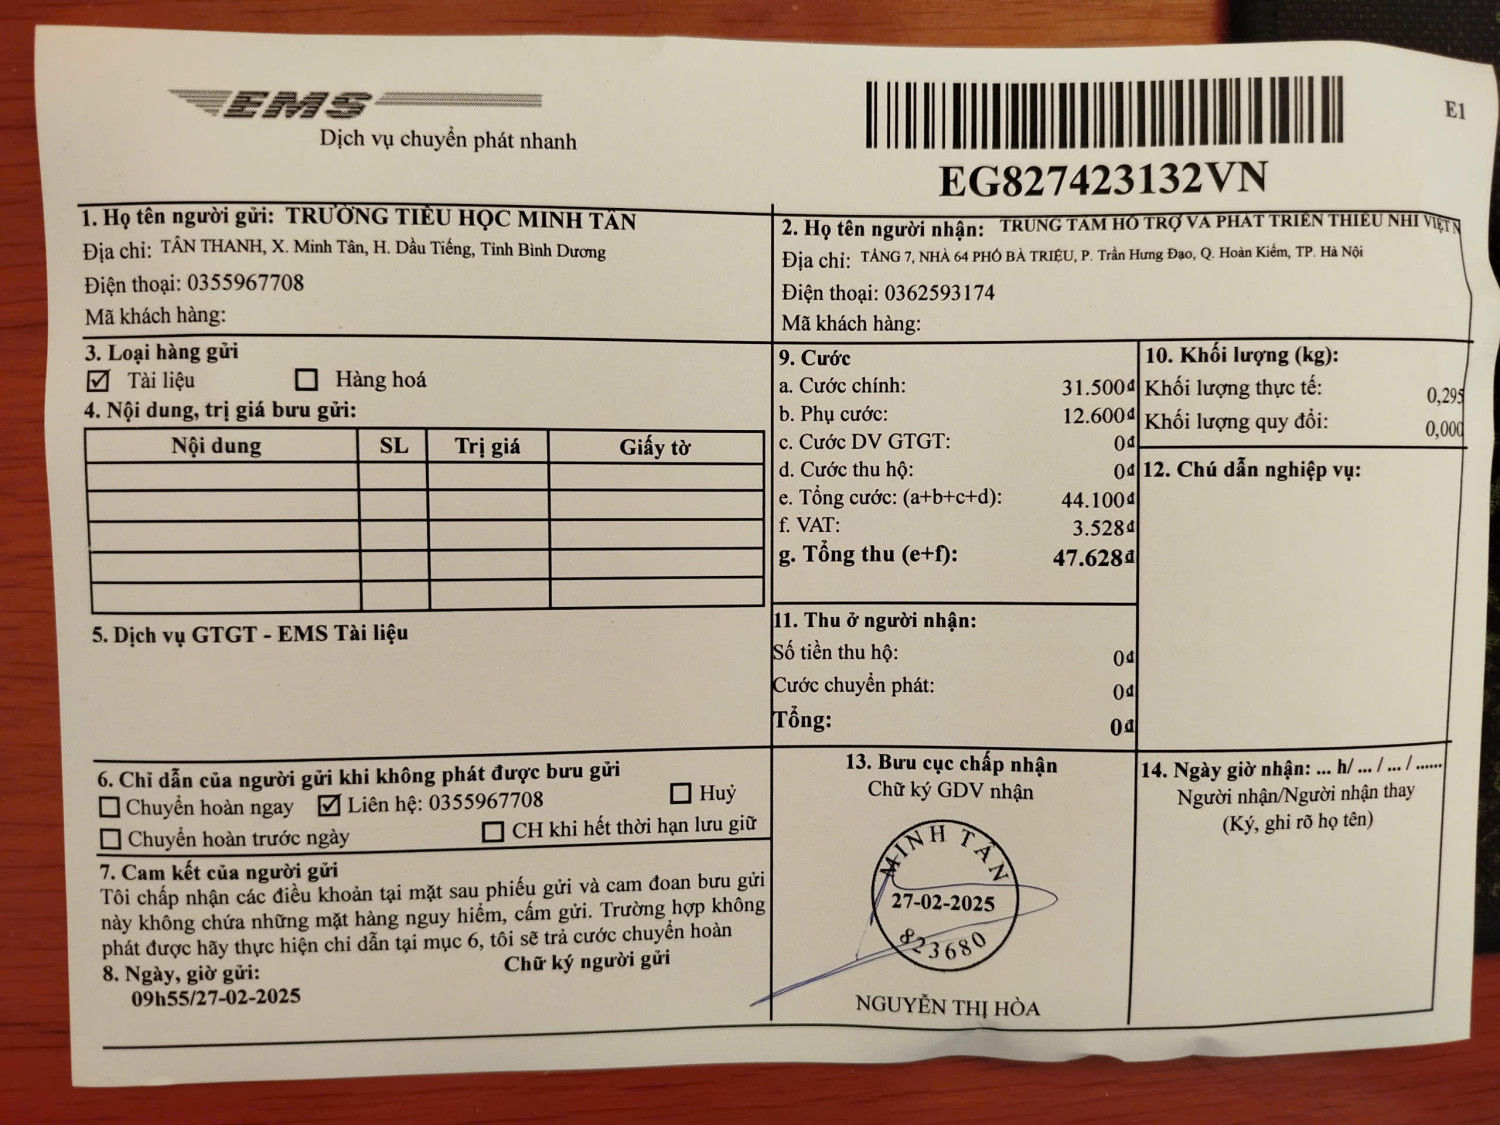 EMS
Dịch vụ chuyển phát nhanh
E1
EG827423132VN
1. Họ tên người gửi: TRƯỜNG TIỂU HỌC MINH TÂN
Địa chỉ: TÂN THANH, X. Minh Tân, H. Dầu Tiếng, Tỉnh Bình Dương
Điện thoại: 0355967708
Mã khách hàng:
2. Họ tên người nhận: TRUNG TÂM HỖ TRỢ VÀ PHÁT TRIỂN THIẾU NHI VIỆT N
Địa chỉ: TẦNG 7, NHÀ 64 PHỐ BÀ TRIỆU, P. Trần Hưng Đạo, Q. Hoàn Kiếm, TP. Hà Nội
Điện thoại: 0362593174
Mã khách hàng:
3. Loại hàng gửi
Tài liệu Hàng hoá
4. Nội dung, trị giá bưu gửi:
Nội dung SL Trị giá Giấy tờ
5. Dịch vụ GTGT - EMS Tài liệu
9. Cước
a. Cước chính: 31.500đ
b. Phụ cước: 12.600đ
c. Cước DV GTGT: 0đ
d. Cước thu hộ: 0đ
e. Tổng cước: (a+b+c+d): 44.100đ
f. VAT: 3.528đ
g. Tổng thu (e+f): 47.628đ
10. Khối lượng (kg):
Khối lượng thực tế: 0,295
Khối lượng quy đổi: 0,000
12. Chú dẫn nghiệp vụ:
11. Thu ở người nhận:
Số tiền thu hộ: 0đ
Cước chuyển phát: 0đ
Tổng: 0đ
6. Chỉ dẫn của người gửi khi không phát được bưu gửi
Chuyển hoàn ngay Liên hệ: 0355967708 Huỷ
Chuyển hoàn trước ngày CH khi hết thời hạn lưu giữ
7. Cam kết của người gửi
Tôi chấp nhận các điều khoản tại mặt sau phiếu gửi và cam đoan bưu gửi
này không chứa những mặt hàng nguy hiểm, cấm gửi. Trường hợp không
phát được hãy thực hiện chỉ dẫn tại mục 6, tôi sẽ trả cước chuyển hoàn
8. Ngày, giờ gửi: Chữ ký người gửi
09h55/27-02-2025
13. Bưu cục chấp nhận
Chữ ký GDV nhận
MINH TÂN
27-02-2025
823680
NGUYỄN THỊ HÒA
14. Ngày giờ nhận: ... h/ ... / ... / ......
Người nhận/Người nhận thay
(Ký, ghi rõ họ tên)